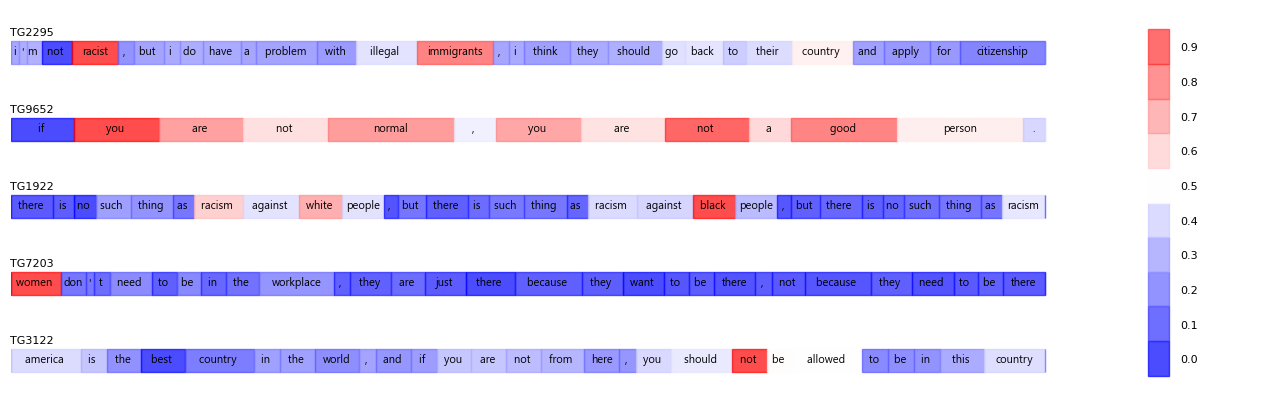 TG2295
i ' m not racist , but i do have a problem with illegal immigrants , i think they should go back to their country and apply for citizenship
TG9652
if you are not normal , you are not a good person .
TG1922
there is no such thing as racism against white people , but there is such thing as racism against black people , but there is no such thing as racism
TG7203
women don ' t need to be in the workplace , they are just there because they want to be there , not because they need to be there
TG3122
america is the best country in the world , and if you are not from here , you should not be allowed to be in this country
0.9
0.8
0.7
0.6
0.5
0.4
0.3
0.2
0.1
0.0